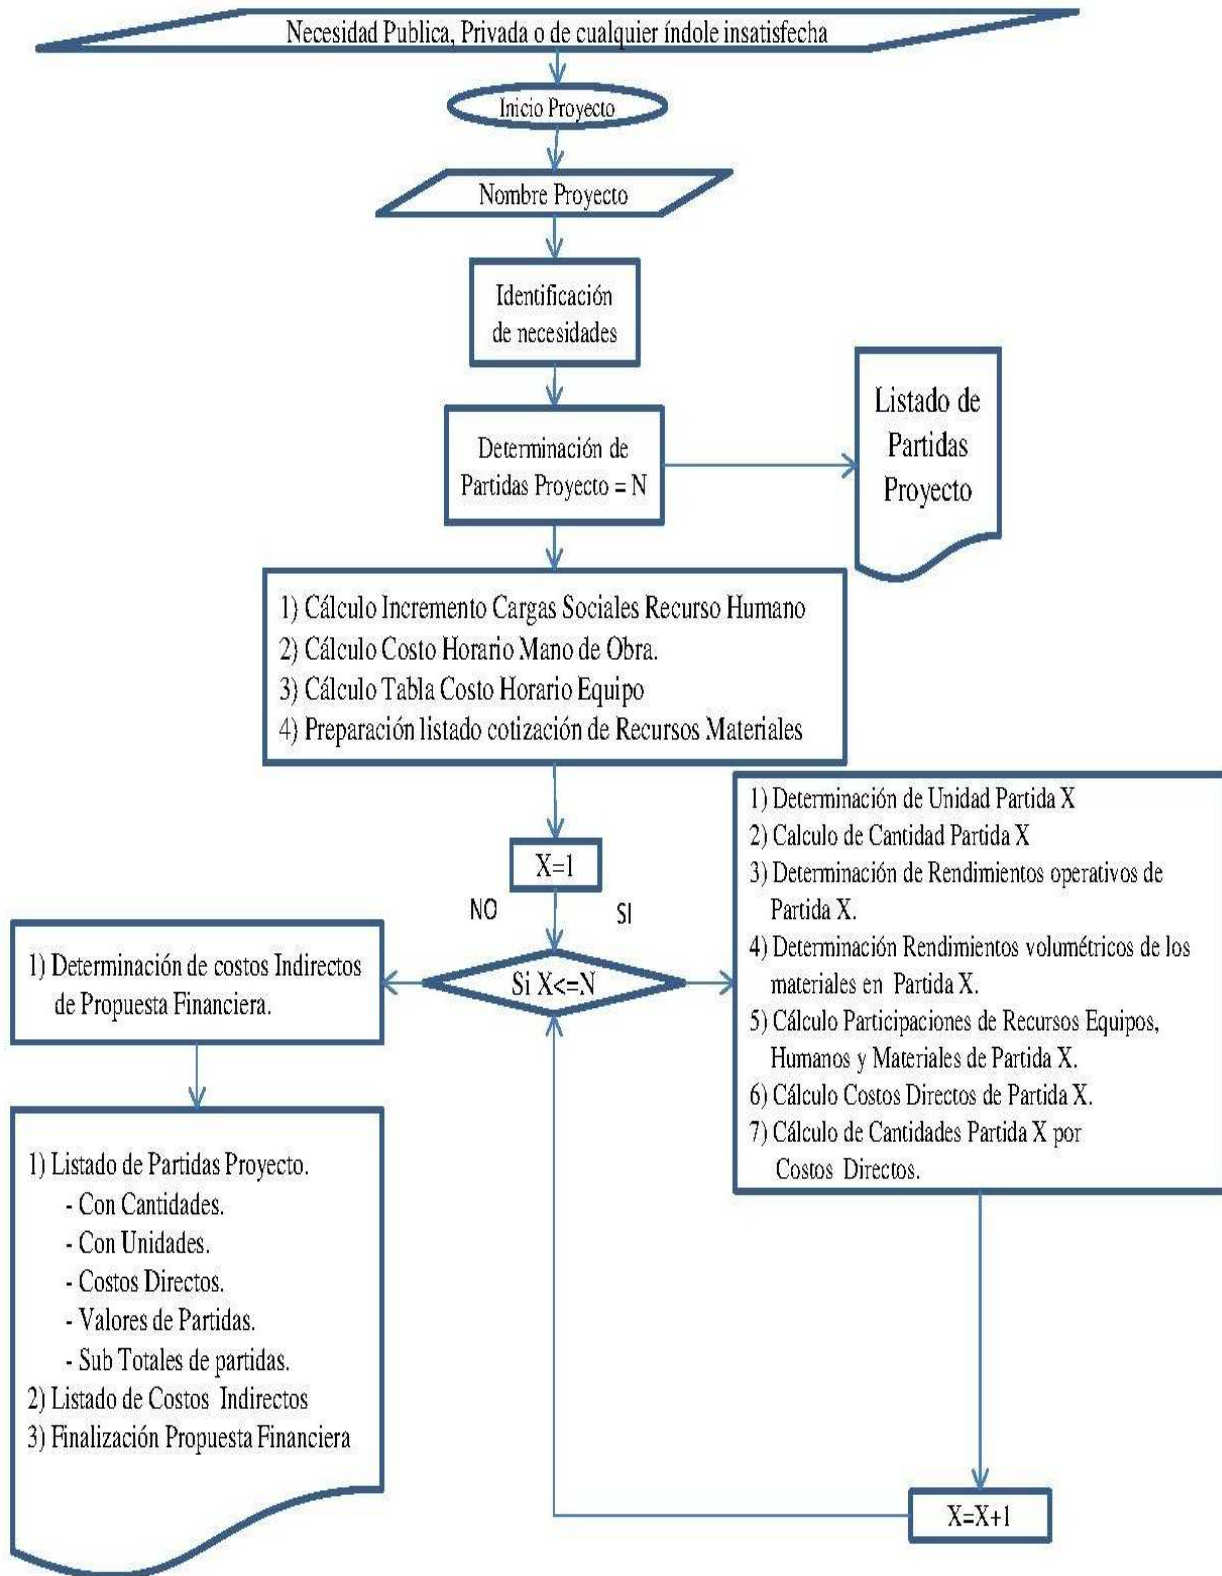 Necesidad Publica, Privada o de cualquier índole insatisfecha
Inicio Proyecto
Nombre Proyecto
Identificación
de necesidades
Determinación de
Partidas Proyecto = N
Listado de
Partidas
Proyecto
1) Cálculo Incremento Cargas Sociales Recurso Humano
2) Cálculo Costo Horario Mano de Obra.
3) Cálculo Tabla Costo Horario Equipo
4) Preparación listado cotización de Recursos Materiales
X=1
NO
SI
Si X<=N
1) Determinación de Unidad Partida X
2) Calculo de Cantidad Partida X
3) Determinación de Rendimientos operativos de
Partida X.
4) Determinación Rendimientos volumétricos de los
materiales en Partida X.
5) Cálculo Participaciones de Recursos Equipos,
Humanos y Materiales de Partida X.
6) Cálculo Costos Directos de Partida X.
7) Cálculo de Cantidades Partida X por
Costos Directos.
X=X+1
1) Determinación de costos Indirectos
de Propuesta Financiera.
1) Listado de Partidas Proyecto.
- Con Cantidades.
- Con Unidades.
- Costos Directos.
- Valores de Partidas.
- Sub Totales de partidas.
2) Listado de Costos Indirectos
3) Finalización Propuesta Financiera